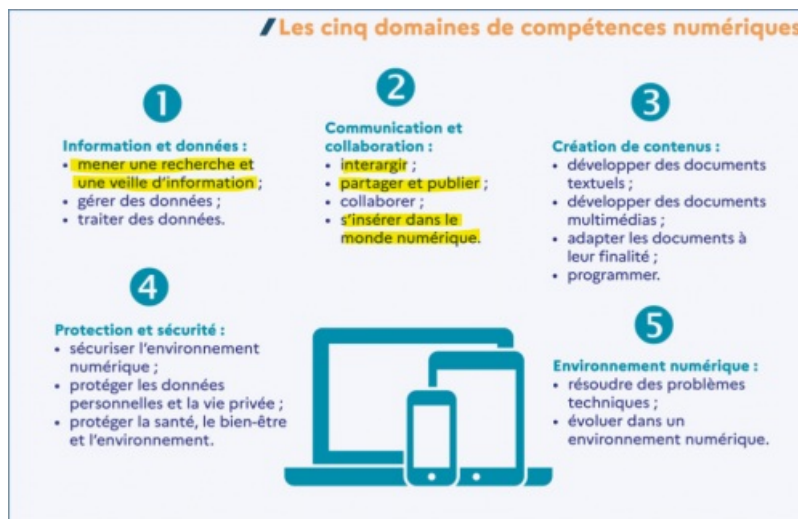 Les cinq domaines de compétences numériques
1
Information et données :
• mener une recherche et
une veille d'information ;
• gérer des données ;
• traiter des données.
2
Communication et
collaboration :
• interargir ;
• partager et publier ;
• collaborer ;
• s'insérer dans le
monde numérique.
3
Création de contenus :
• développer des documents
textuels ;
• développer des documents
multimédias ;
• adapter les documents à
leur finalité ;
• programmer.
4
Protection et sécurité :
• sécuriser l'environnement
numérique ;
• protéger les données
personnelles et la vie privée ;
• protéger la santé, le bien-être
et l'environnement.
5
Environnement numérique :
• résoudre des problèmes
techniques ;
• évoluer dans un
environnement numérique.